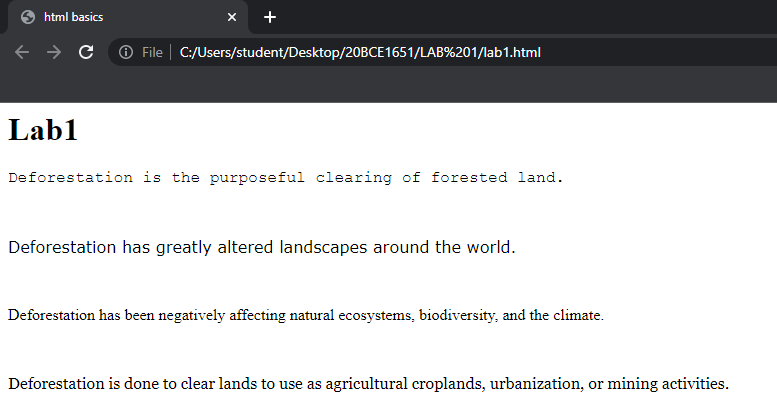 html basics
File
C:/Users/student/Desktop/20BCE1651/LAB%201/lab1.html
Lab1
Deforestation is the purposeful clearing of forested land.
Deforestation has greatly altered landscapes around the world.
Deforestation has been negatively affecting natural ecosystems, biodiversity, and the climate.
Deforestation is done to clear lands to use as agricultural croplands, urbanization, or mining activities.